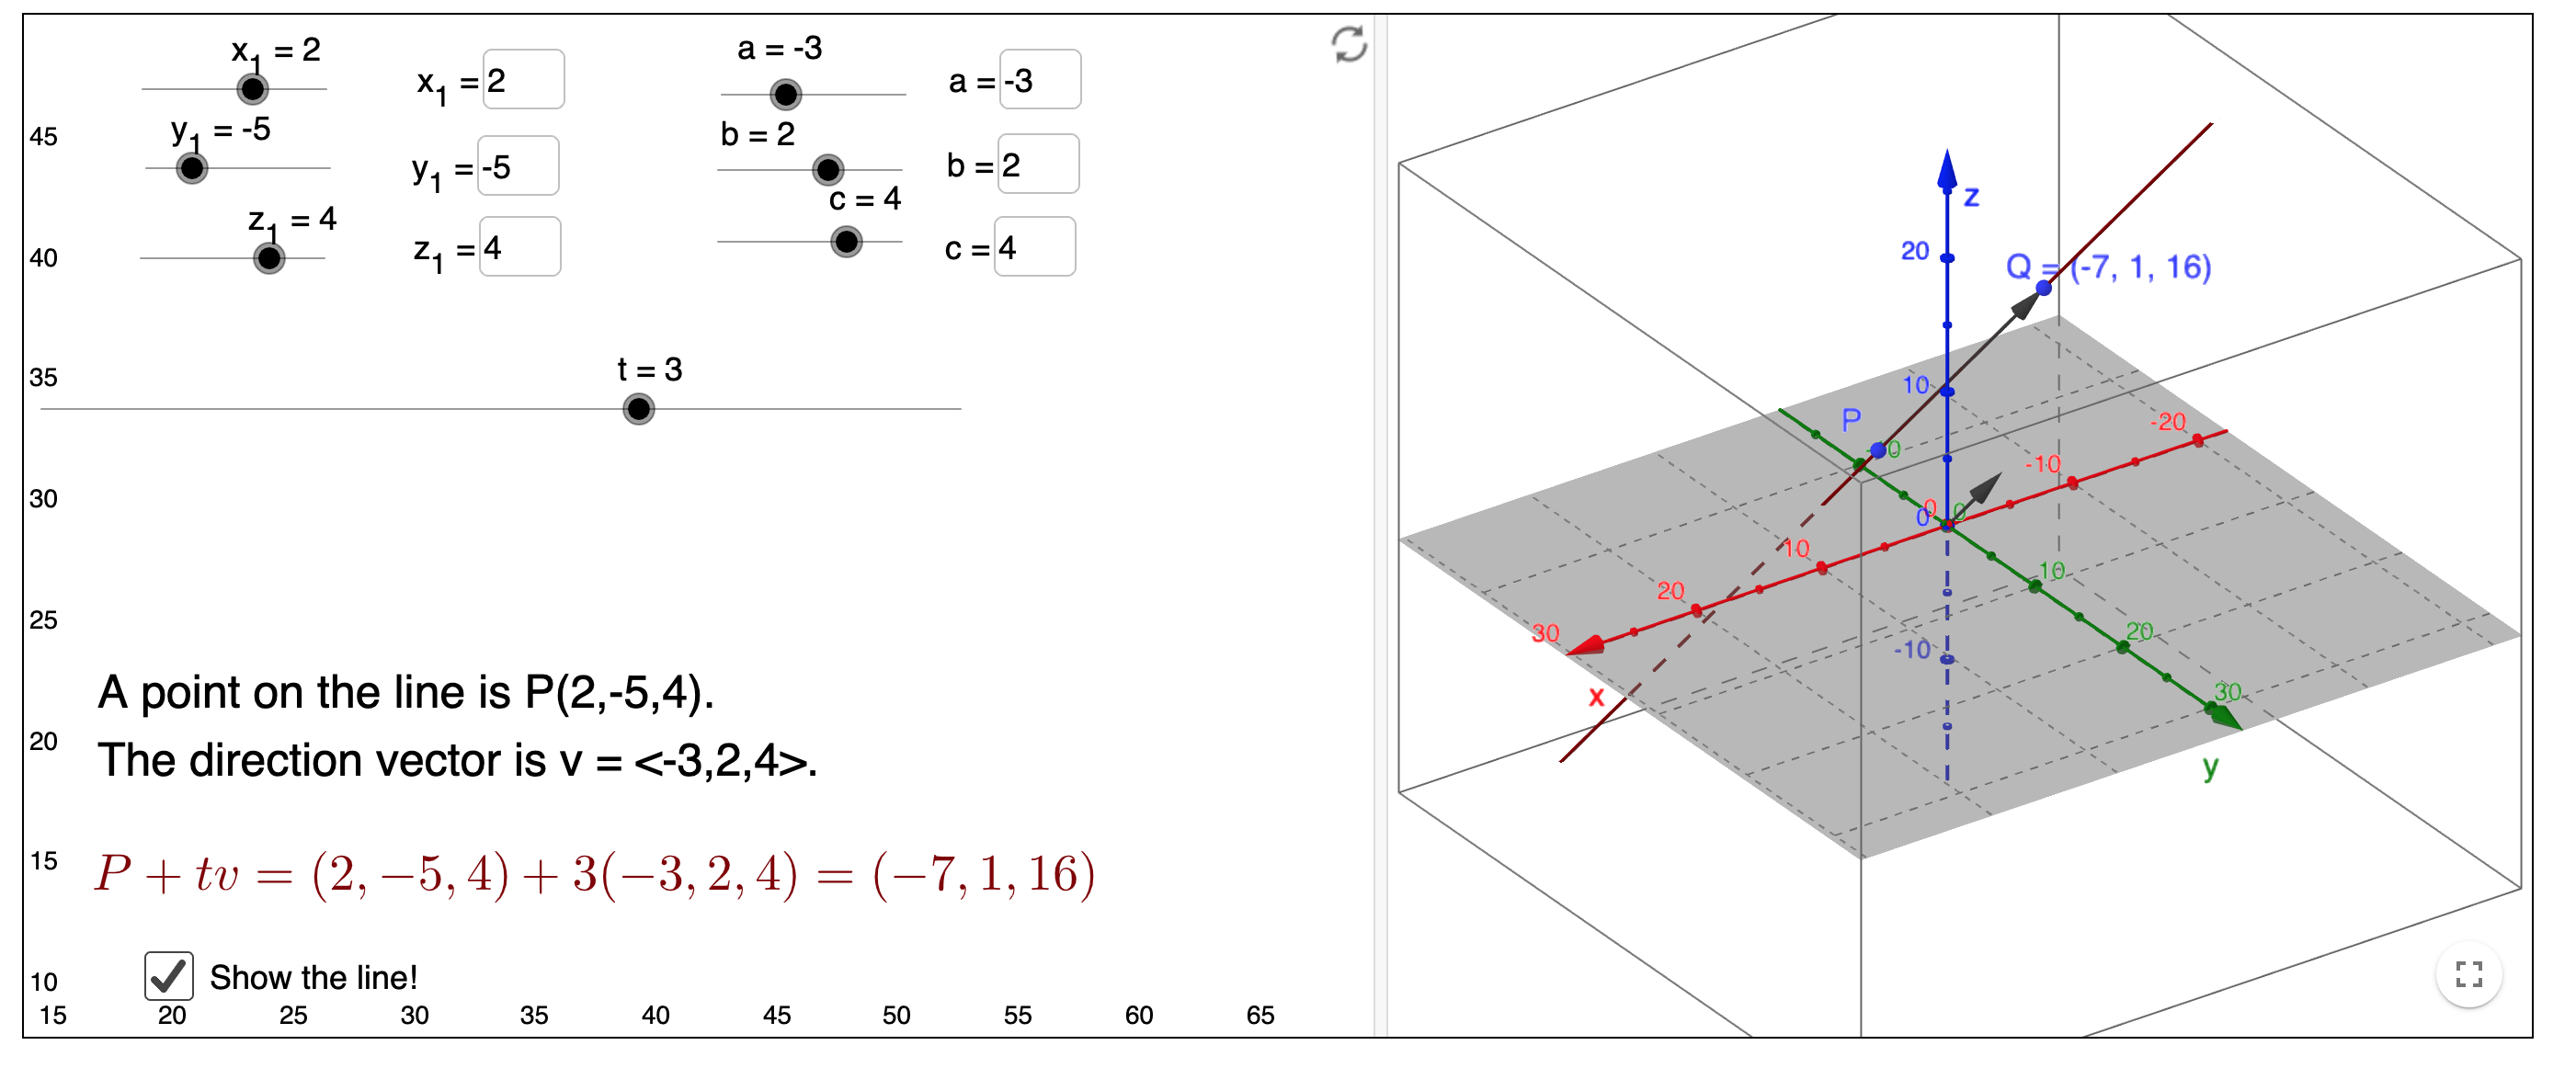 x₁ = 2
x₁ = 2
a = -3
a = -3
y₁ = -5
y₁ = -5
b = 2
b = 2
z₁ = 4
z₁ = 4
c = 4
c = 4
t = 3
A point on the line is P(2,-5,4).
The direction vector is v = <-3,2,4>.
P + tv = (2, −5, 4) + 3(−3, 2, 4) = (−7, 1, 16)
Show the line!
45
40
35
30
25
20
15
10
15 20 25 30 35 40 45 50 55 60 65
z
20
Q = (-7, 1, 16)
10
P
-20
-10
0
0
0
10
10
20
20
30
-10
30
x
y